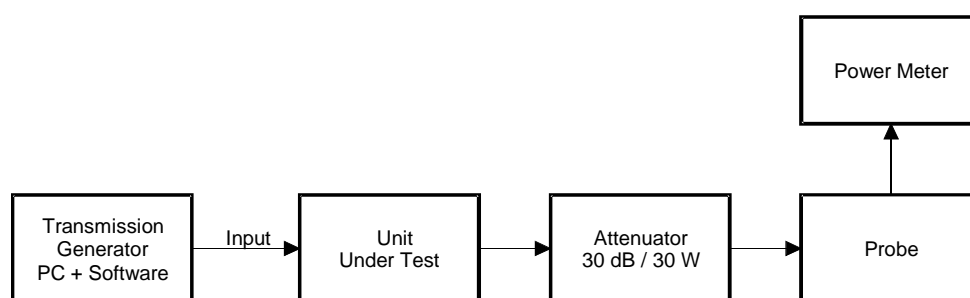 Power Meter
Transmission
Generator
PC + Software
Input
Unit
Under Test
Attenuator
30 dB / 30 W
Probe